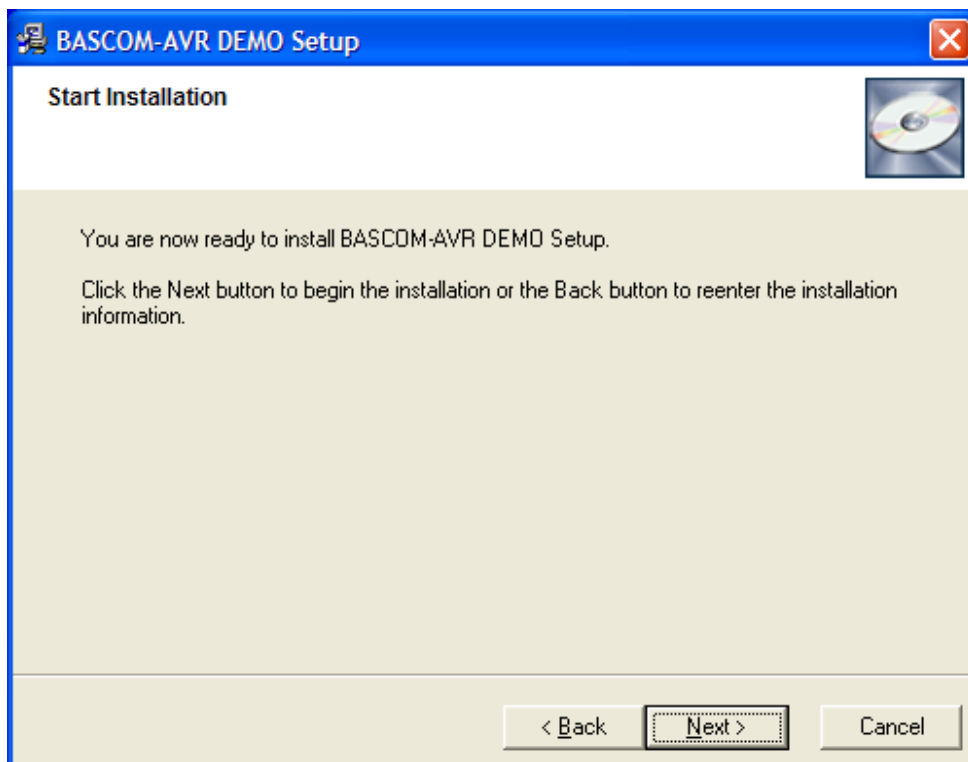 BASCOM-AVR DEMO Setup
Start Installation
You are now ready to install BASCOM-AVR DEMO Setup.
Click the Next button to begin the installation or the Back button to reenter the installation
information.
< Back
Next >
Cancel